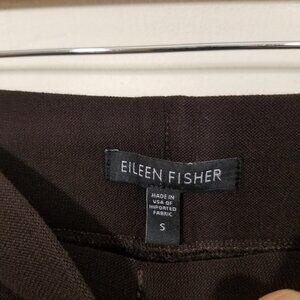 EILEEN FISHER
MADE IN
USA OF
IMPORTED
FABRIC
S